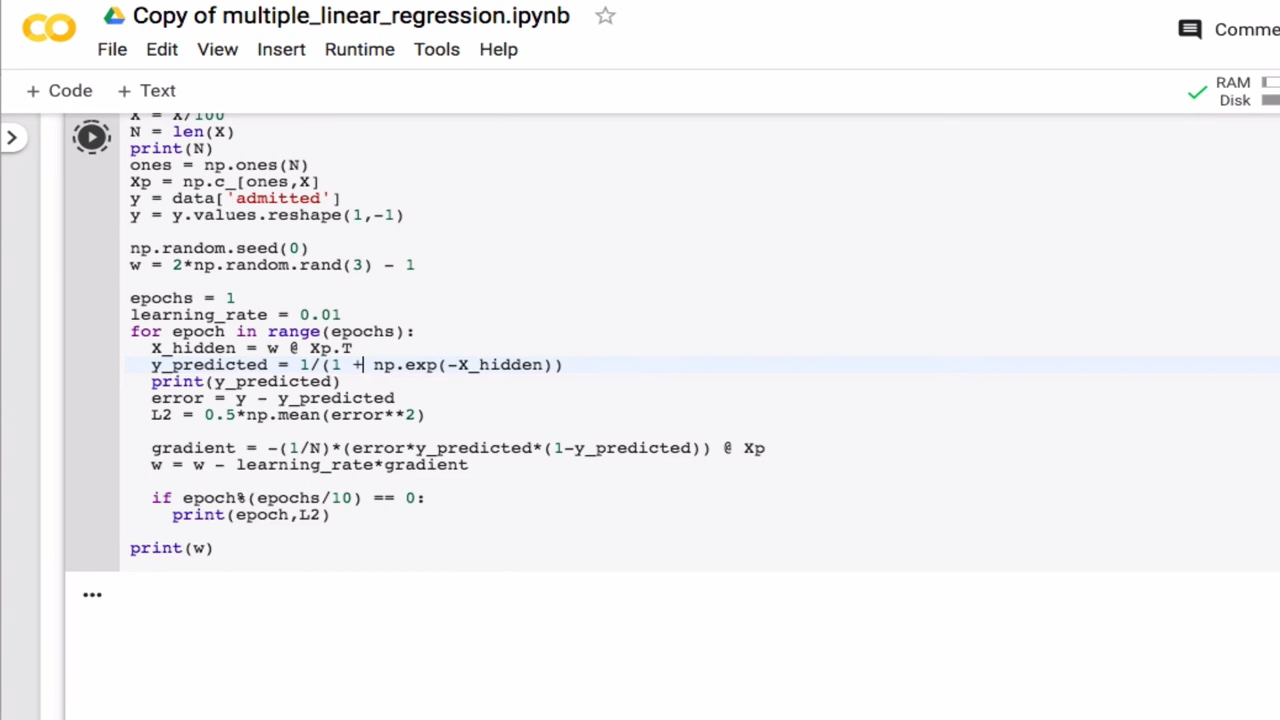 Copy of multiple_linear_regression.ipynb
Comme
File Edit View Insert Runtime Tools Help
+ Code + Text
RAM
Disk
X = X/100
N = len(X)
print(N)
ones = np.ones(N)
Xp = np.c_[ones,X]
y = data['admitted']
y = y.values.reshape(1,-1)
np.random.seed(0)
w = 2*np.random.rand(3) - 1
epochs = 1
learning_rate = 0.01
for epoch in range(epochs):
X_hidden = w @ Xp.T
y_predicted = 1/(1 + np.exp(-X_hidden))
print(y_predicted)
error = y - y_predicted
L2 = 0.5*np.mean(error**2)
gradient = -(1/N)*(error*y_predicted*(1-y_predicted)) @ Xp
w = w - learning_rate*gradient
if epoch%(epochs/10) == 0:
print(epoch,L2)
print(w)